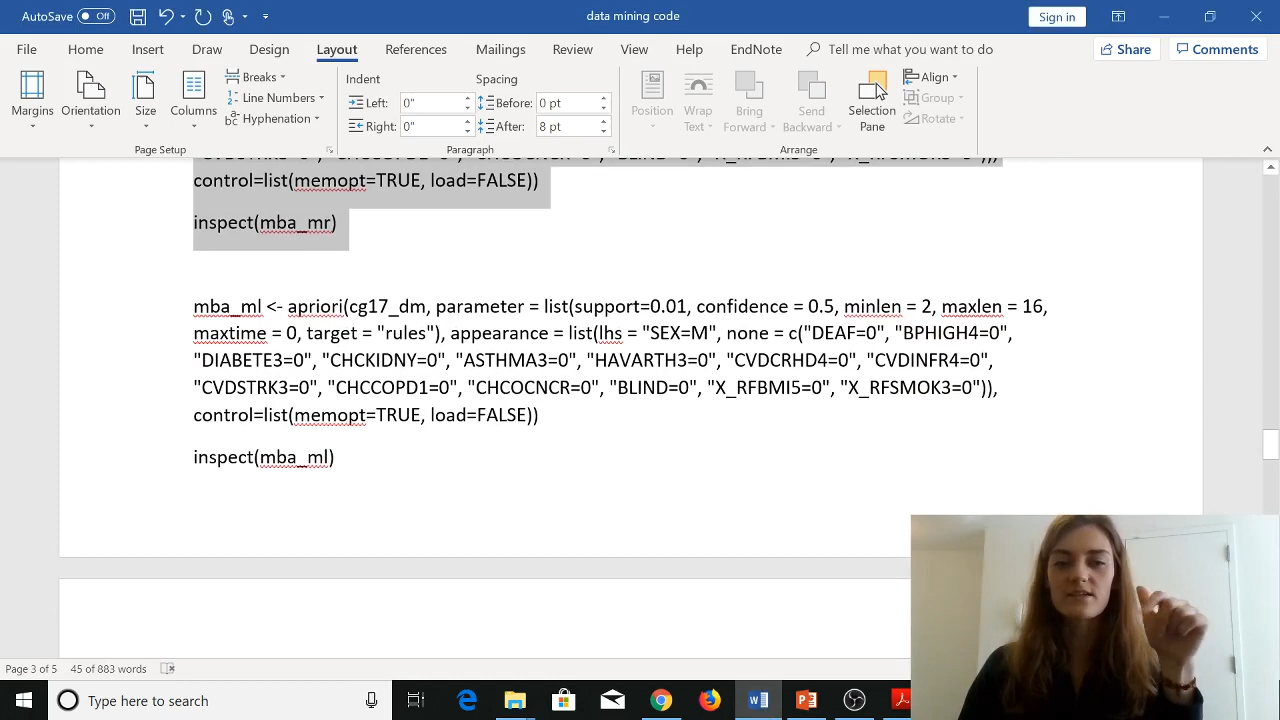 AutoSave Off data mining code Sign in
File Home Insert Draw Design Layout References Mailings Review View Help EndNote Tell me what you want to do Share Comments
Margins Orientation Size Columns Breaks Line Numbers Hyphenation
Page Setup
Indent Spacing
Left: 0" Before: 0 pt
Right: 0" After: 8 pt
Paragraph
Position Wrap Text Bring Forward Send Backward Selection Pane Align Group Rotate
Arrange
control=list(memopt=TRUE, load=FALSE))
inspect(mba_mr)
mba_ml <- apriori(cg17_dm, parameter = list(support=0.01, confidence = 0.5, minlen = 2, maxlen = 16,
maxtime = 0, target = "rules"), appearance = list(lhs = "SEX=M", none = c("DEAF=0", "BPHIGH4=0",
"DIABETE3=0", "CHCKIDNY=0", "ASTHMA3=0", "HAVARTH3=0", "CVDCRHD4=0", "CVDINFR4=0",
"CVDSTRK3=0", "CHCCOPD1=0", "CHCOCNCR=0", "BLIND=0", "X_RFBMI5=0", "X_RFSMOK3=0")),
control=list(memopt=TRUE, load=FALSE))
inspect(mba_ml)
Page 3 of 5 45 of 883 words
Type here to search